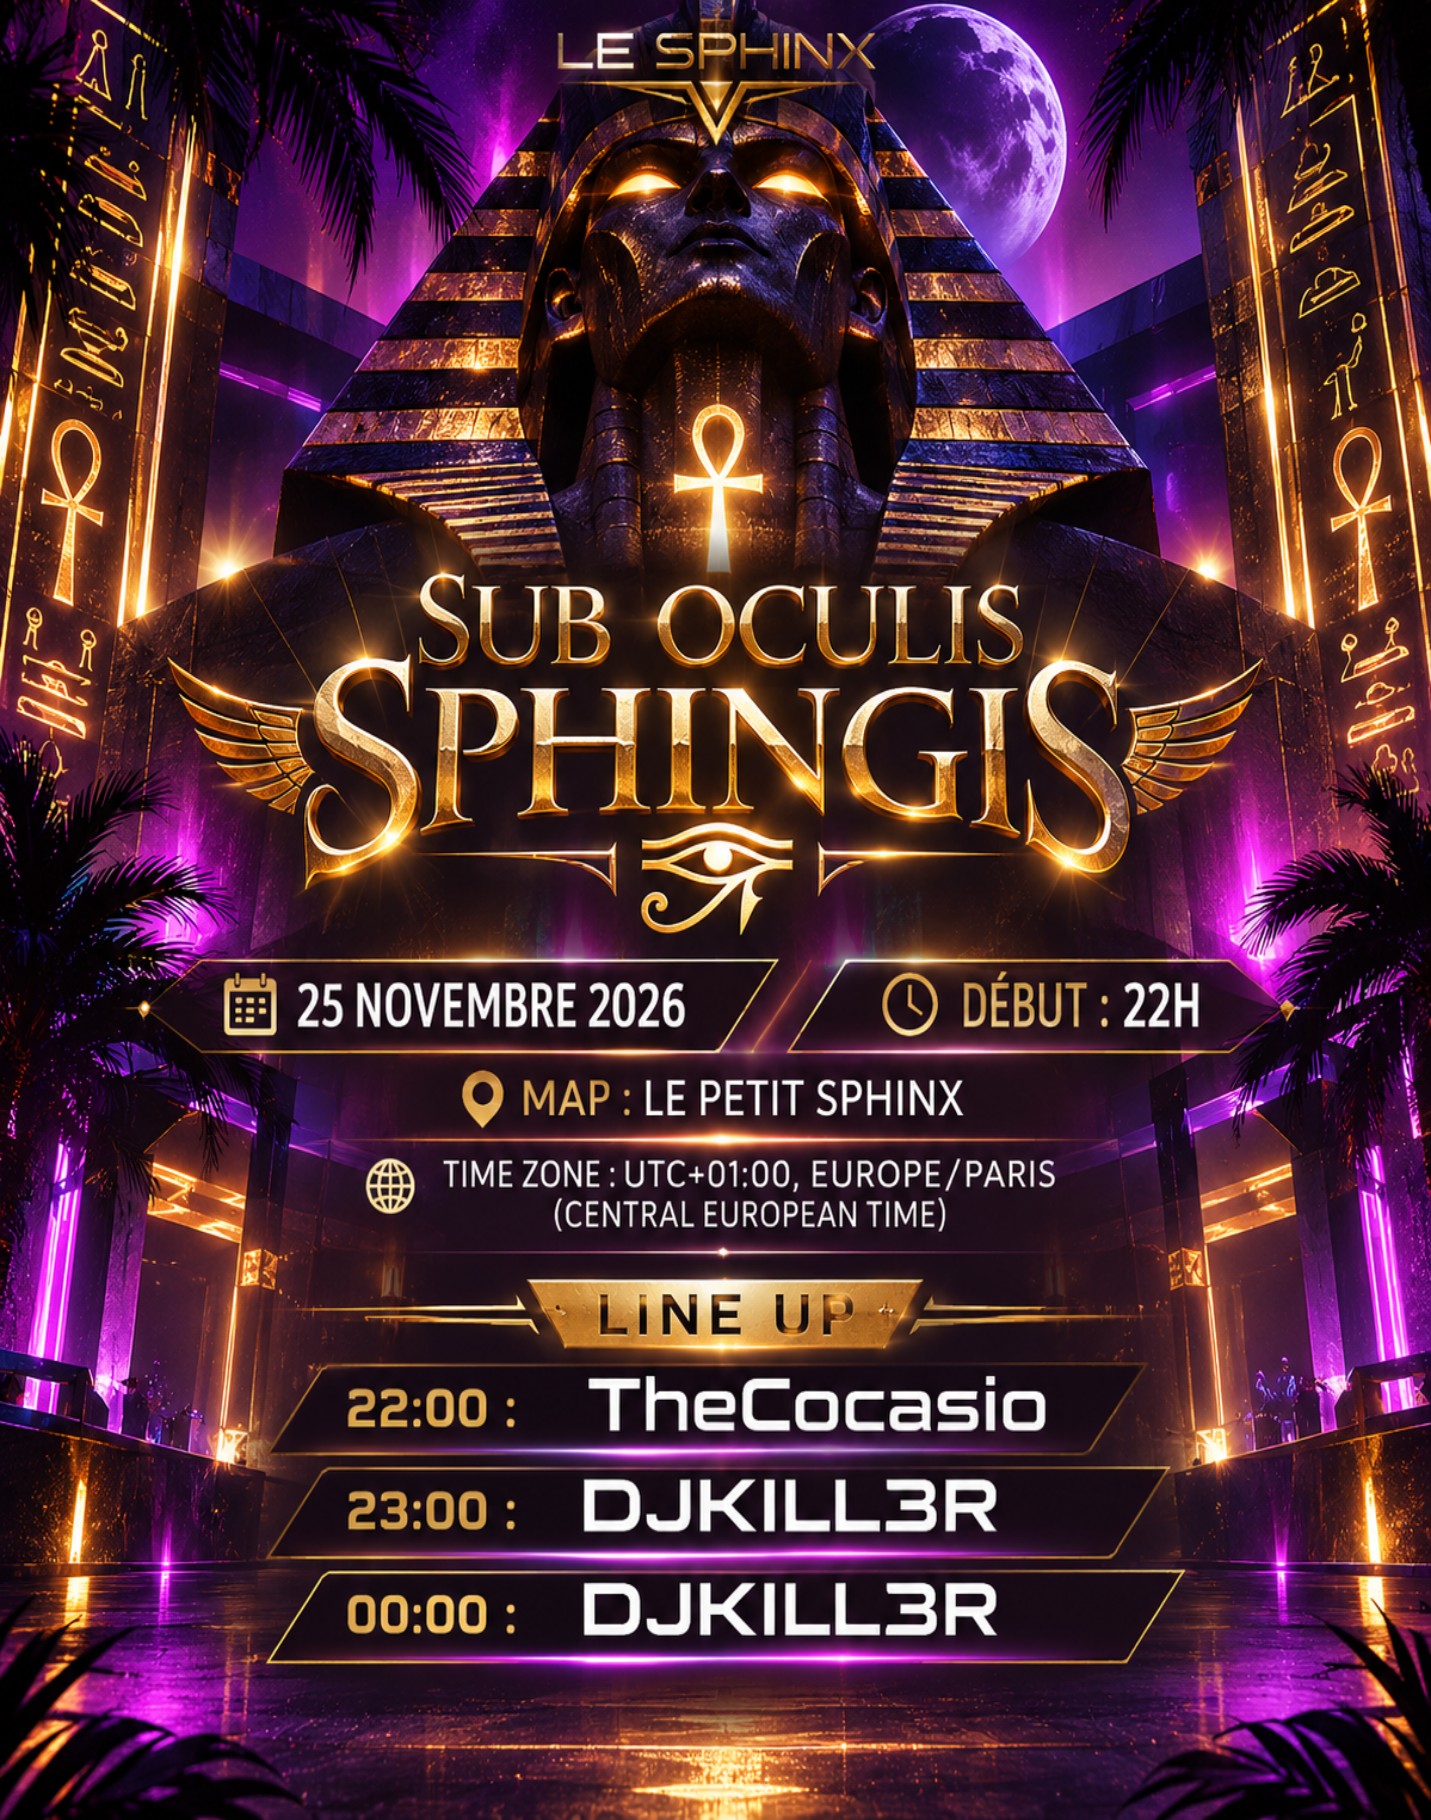 LE SPHINX
SUB OCULIS
SPHINGIS
25 NOVEMBRE 2026
DÉBUT : 22H
MAP : LE PETIT SPHINX
TIME ZONE : UTC+01:00, EUROPE/PARIS
(CENTRAL EUROPEAN TIME)
LINE UP
22:00 : TheCocasio
23:00 : DJKILL3R
00:00 : DJKILL3R